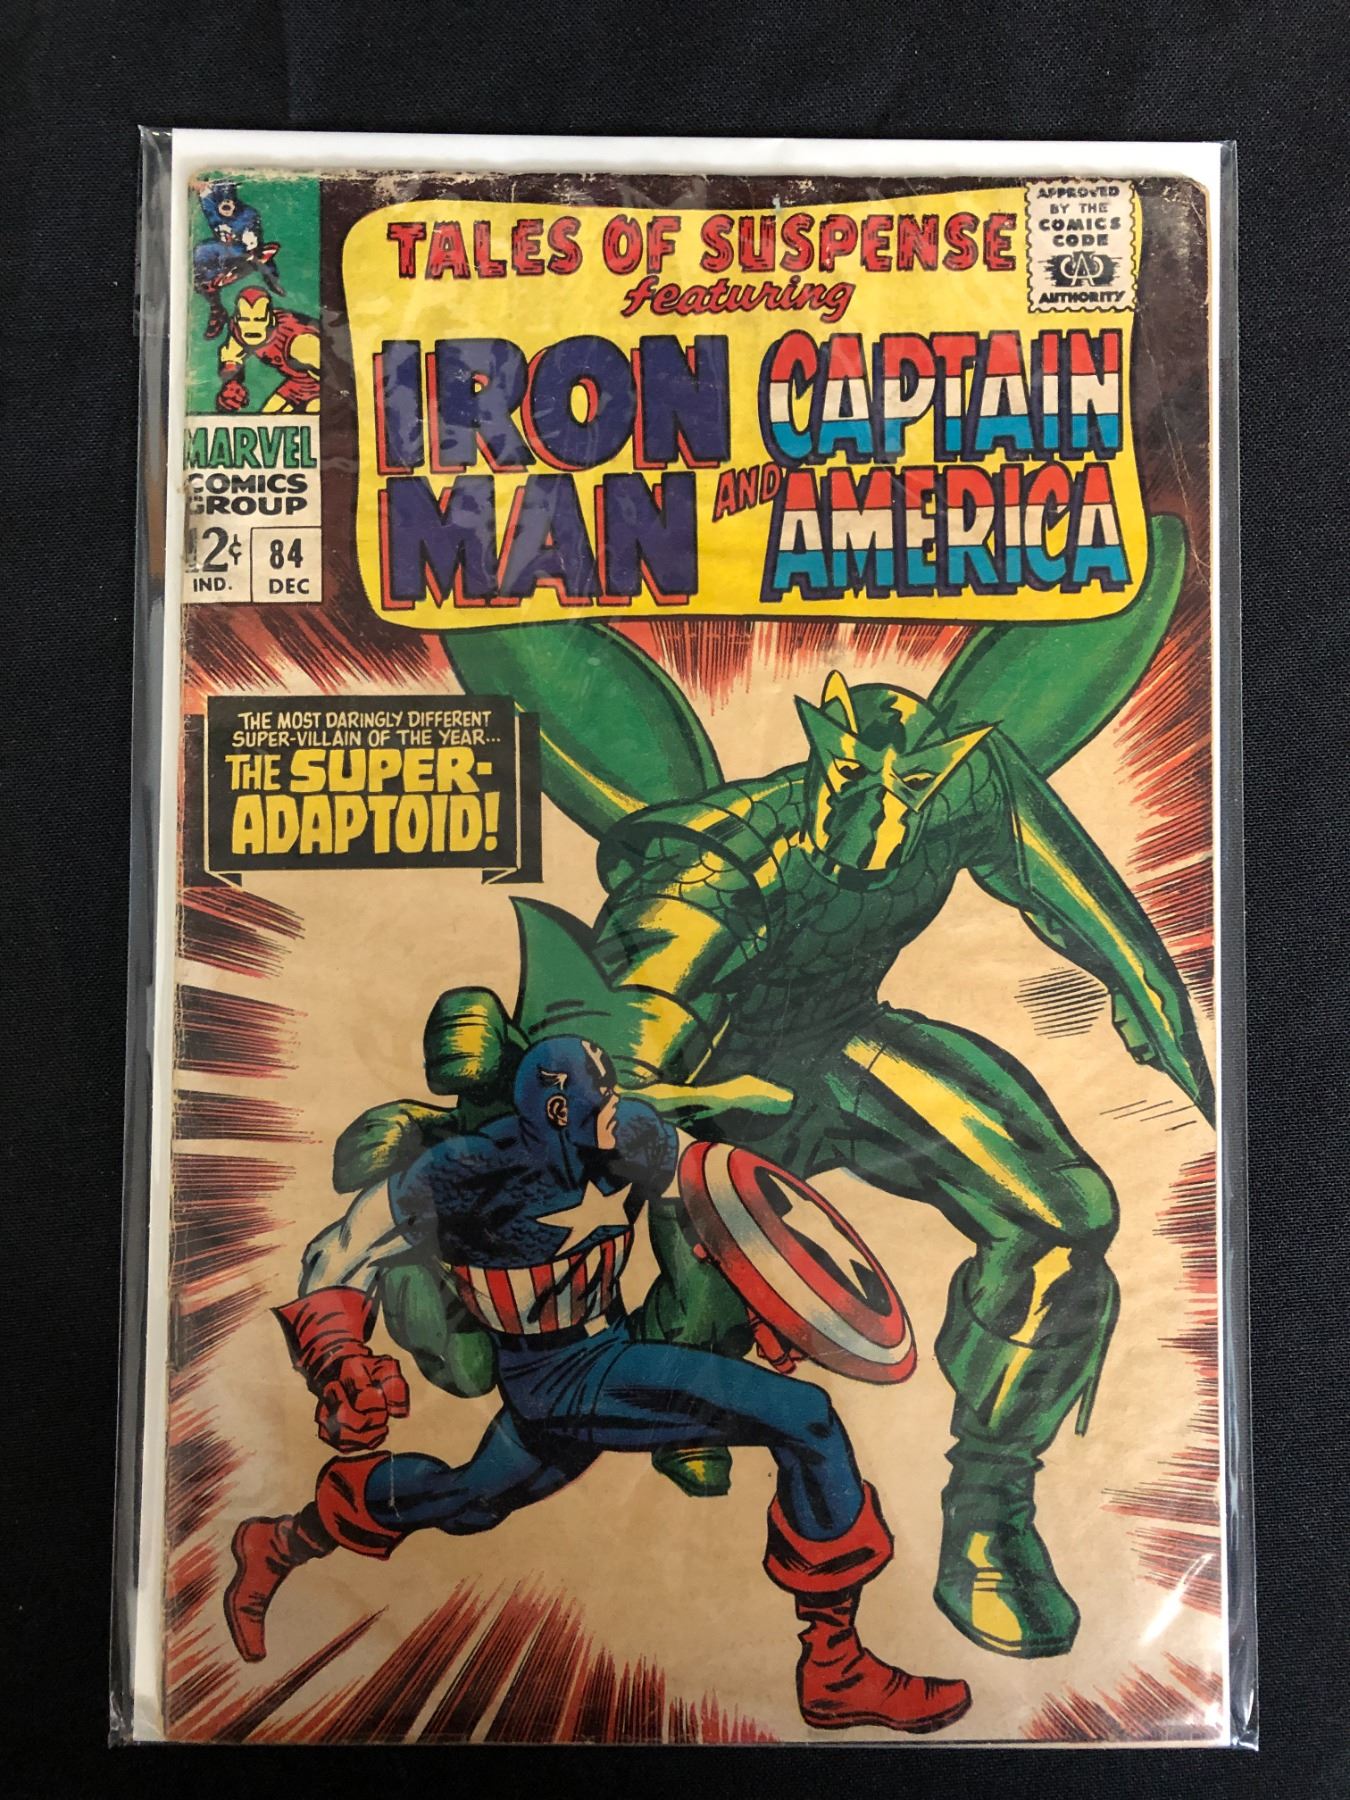 TALES OF SUSPENSE
featuring
IRON MAN AND CAPTAIN AMERICA
APPROVED
BY THE
COMICS
CODE
CA
AUTHORITY
MARVEL
COMICS
GROUP
12¢
IND.
84
DEC
THE MOST DARINGLY DIFFERENT
SUPER-VILLAIN OF THE YEAR...
THE SUPER-
ADAPTOID!